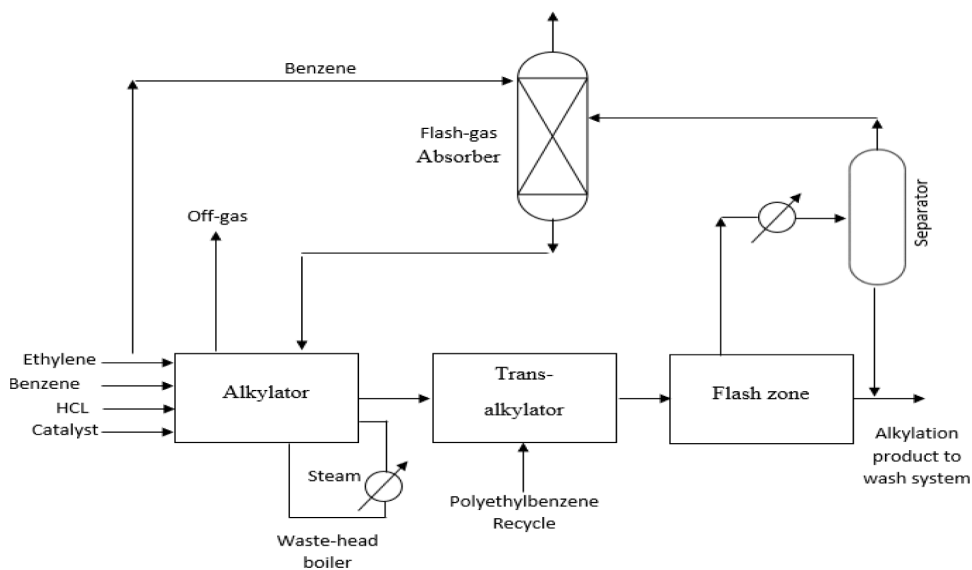 Benzene
Flash-gas
Absorber
Off-gas
Separator
Ethylene
Benzene
HCL
Catalyst
Alkylator
Trans-
alkylator
Flash zone
Steam
Waste-head
boiler
Polyethylbenzene
Recycle
Alkylation
product to
wash system